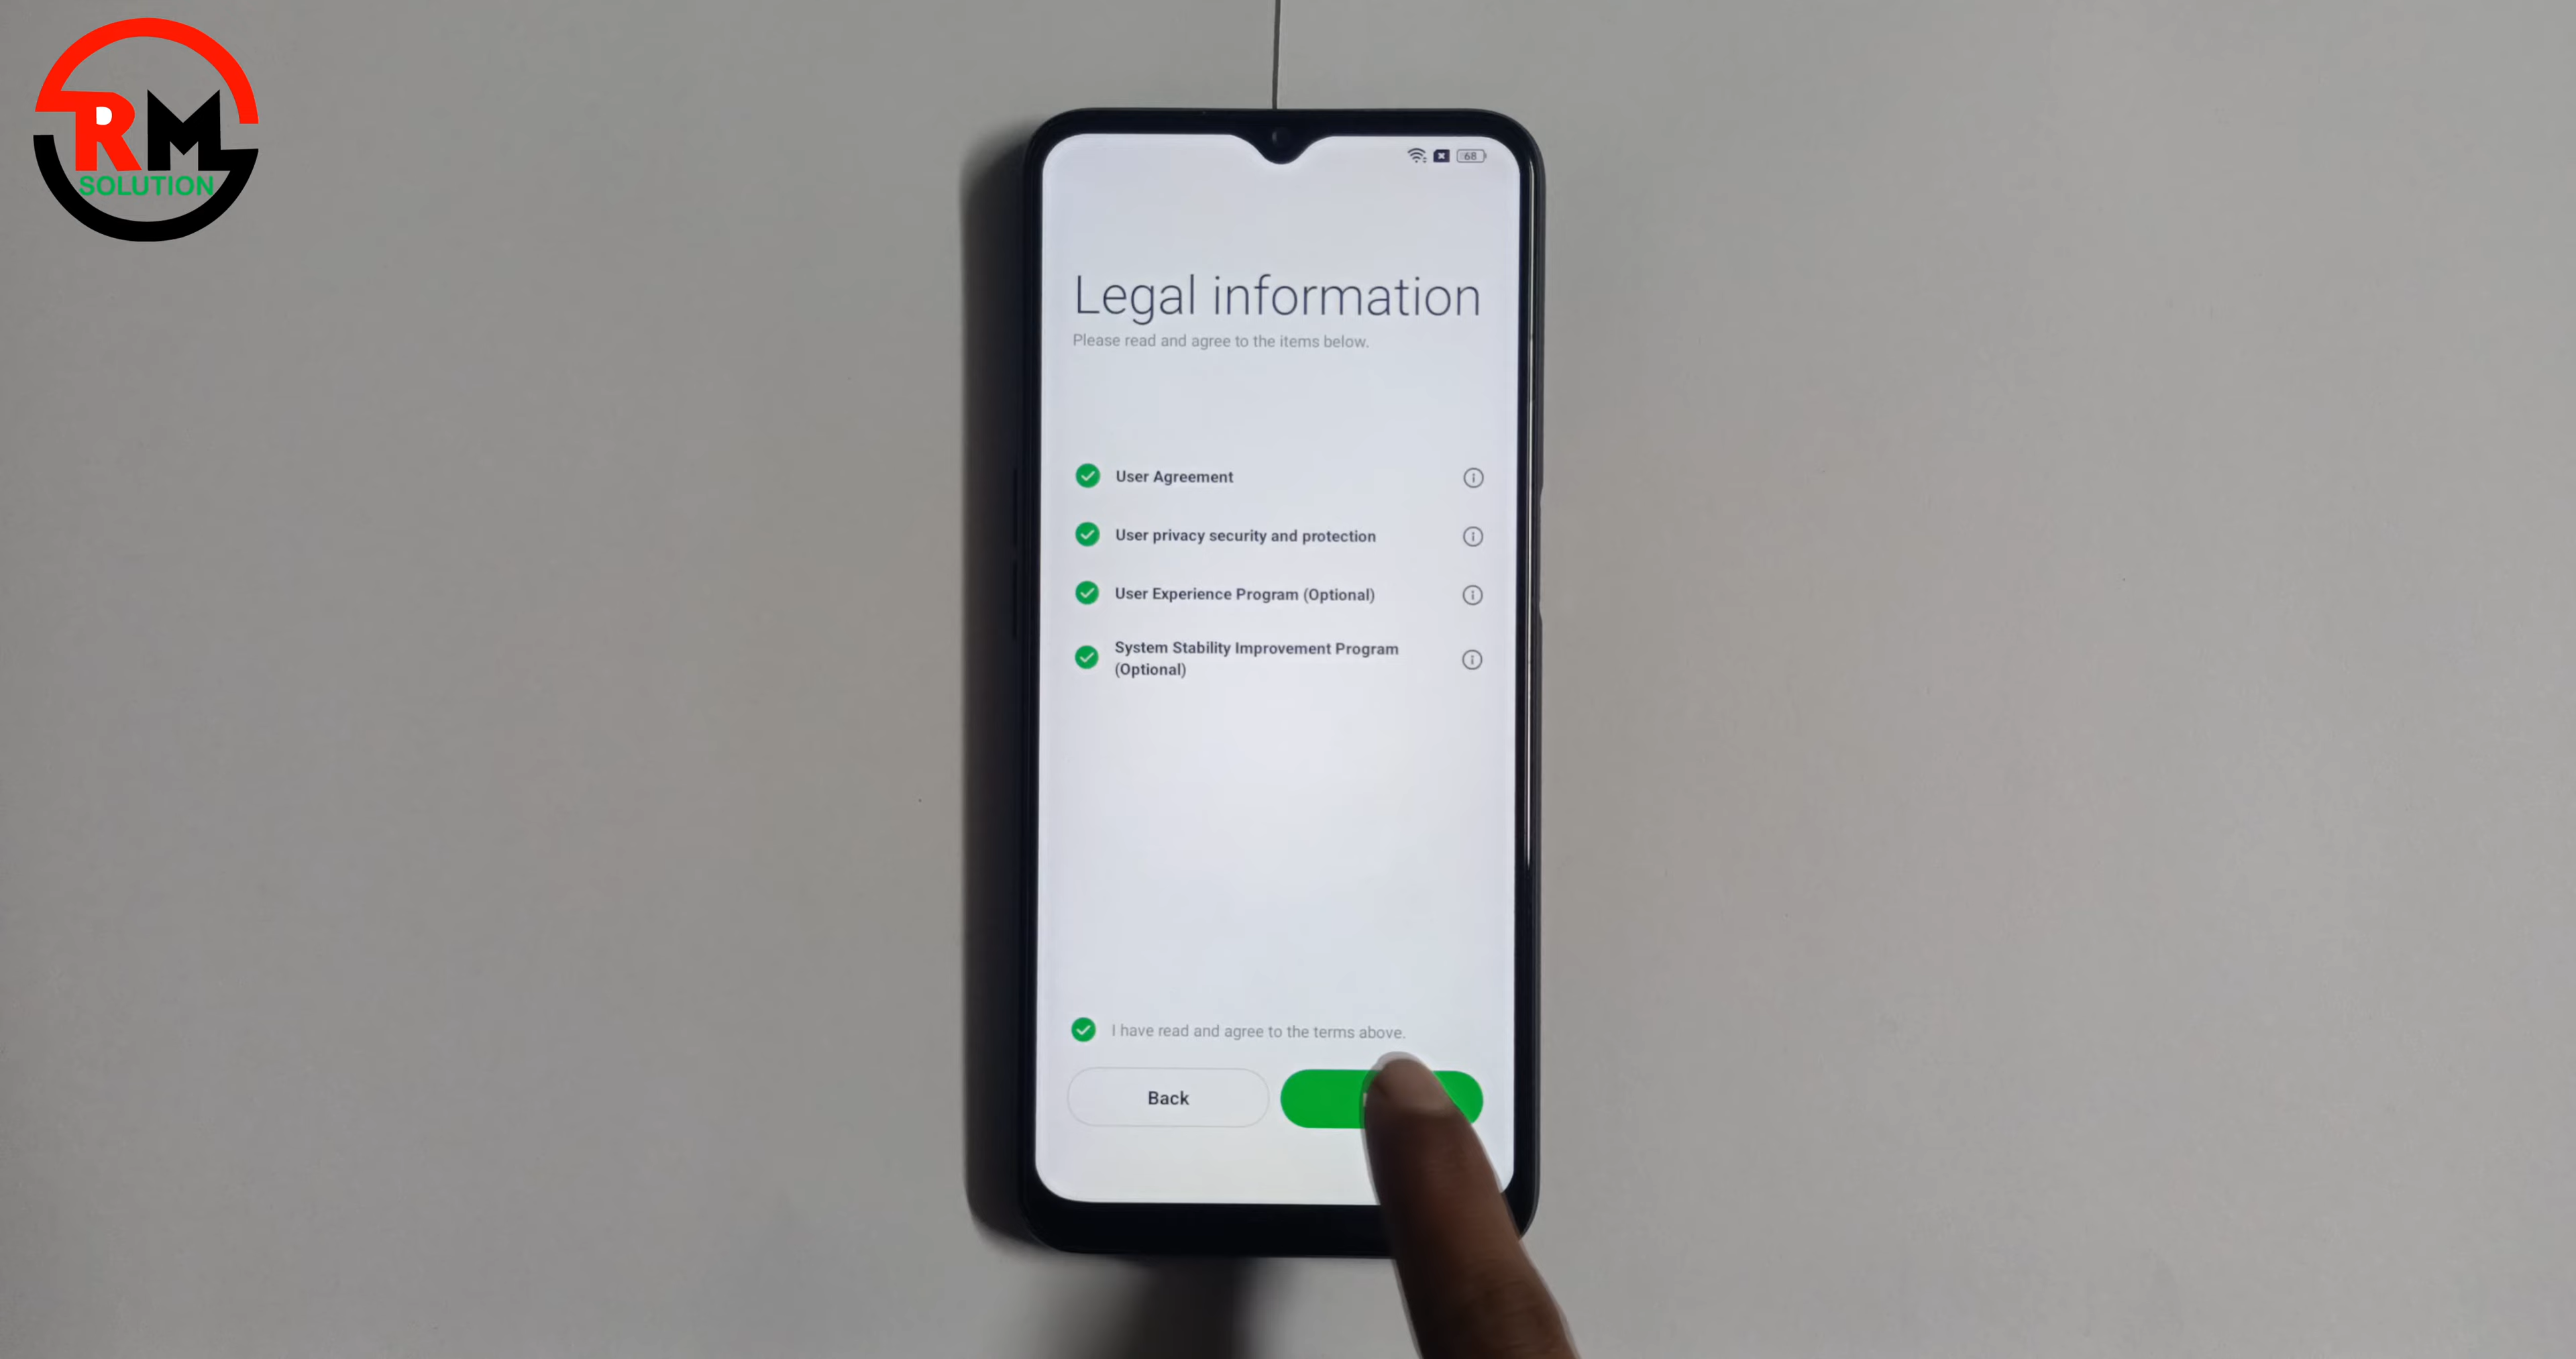 RM
SOLUTION
68
Legal information
Please read and agree to the items below.
User Agreement
User privacy security and protection
User Experience Program (Optional)
System Stability Improvement Program
(Optional)
I have read and agree to the terms above.
Back